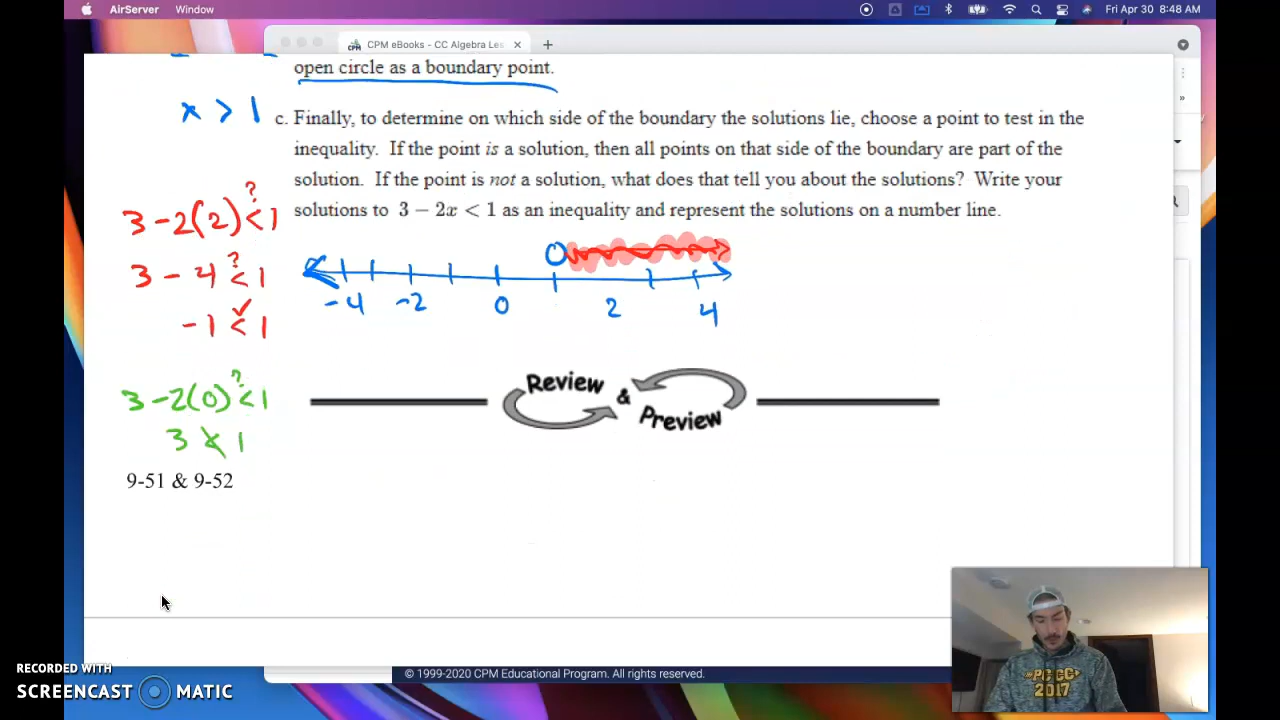 AirServer Window Fri Apr 30 8:48 AM
CPM eBooks - CC Algebra Les × +
open circle as a boundary point.
x > 1
c. Finally, to determine on which side of the boundary the solutions lie, choose a point to test in the
inequality. If the point is a solution, then all points on that side of the boundary are part of the
solution. If the point is not a solution, what does that tell you about the solutions? Write your
solutions to 3 − 2x < 1 as an inequality and represent the solutions on a number line.
?
3 - 2(2) < 1
?
3 - 4 < 1
✓
-1 < 1
-4 -2 0 2 4
?
3 - 2(0) < 1
3 ≮ 1
Review
&
Preview
9-51 & 9-52
PCCC+
2017
© 1999-2020 CPM Educational Program. All rights reserved.
RECORDED WITH
SCREENCAST MATIC